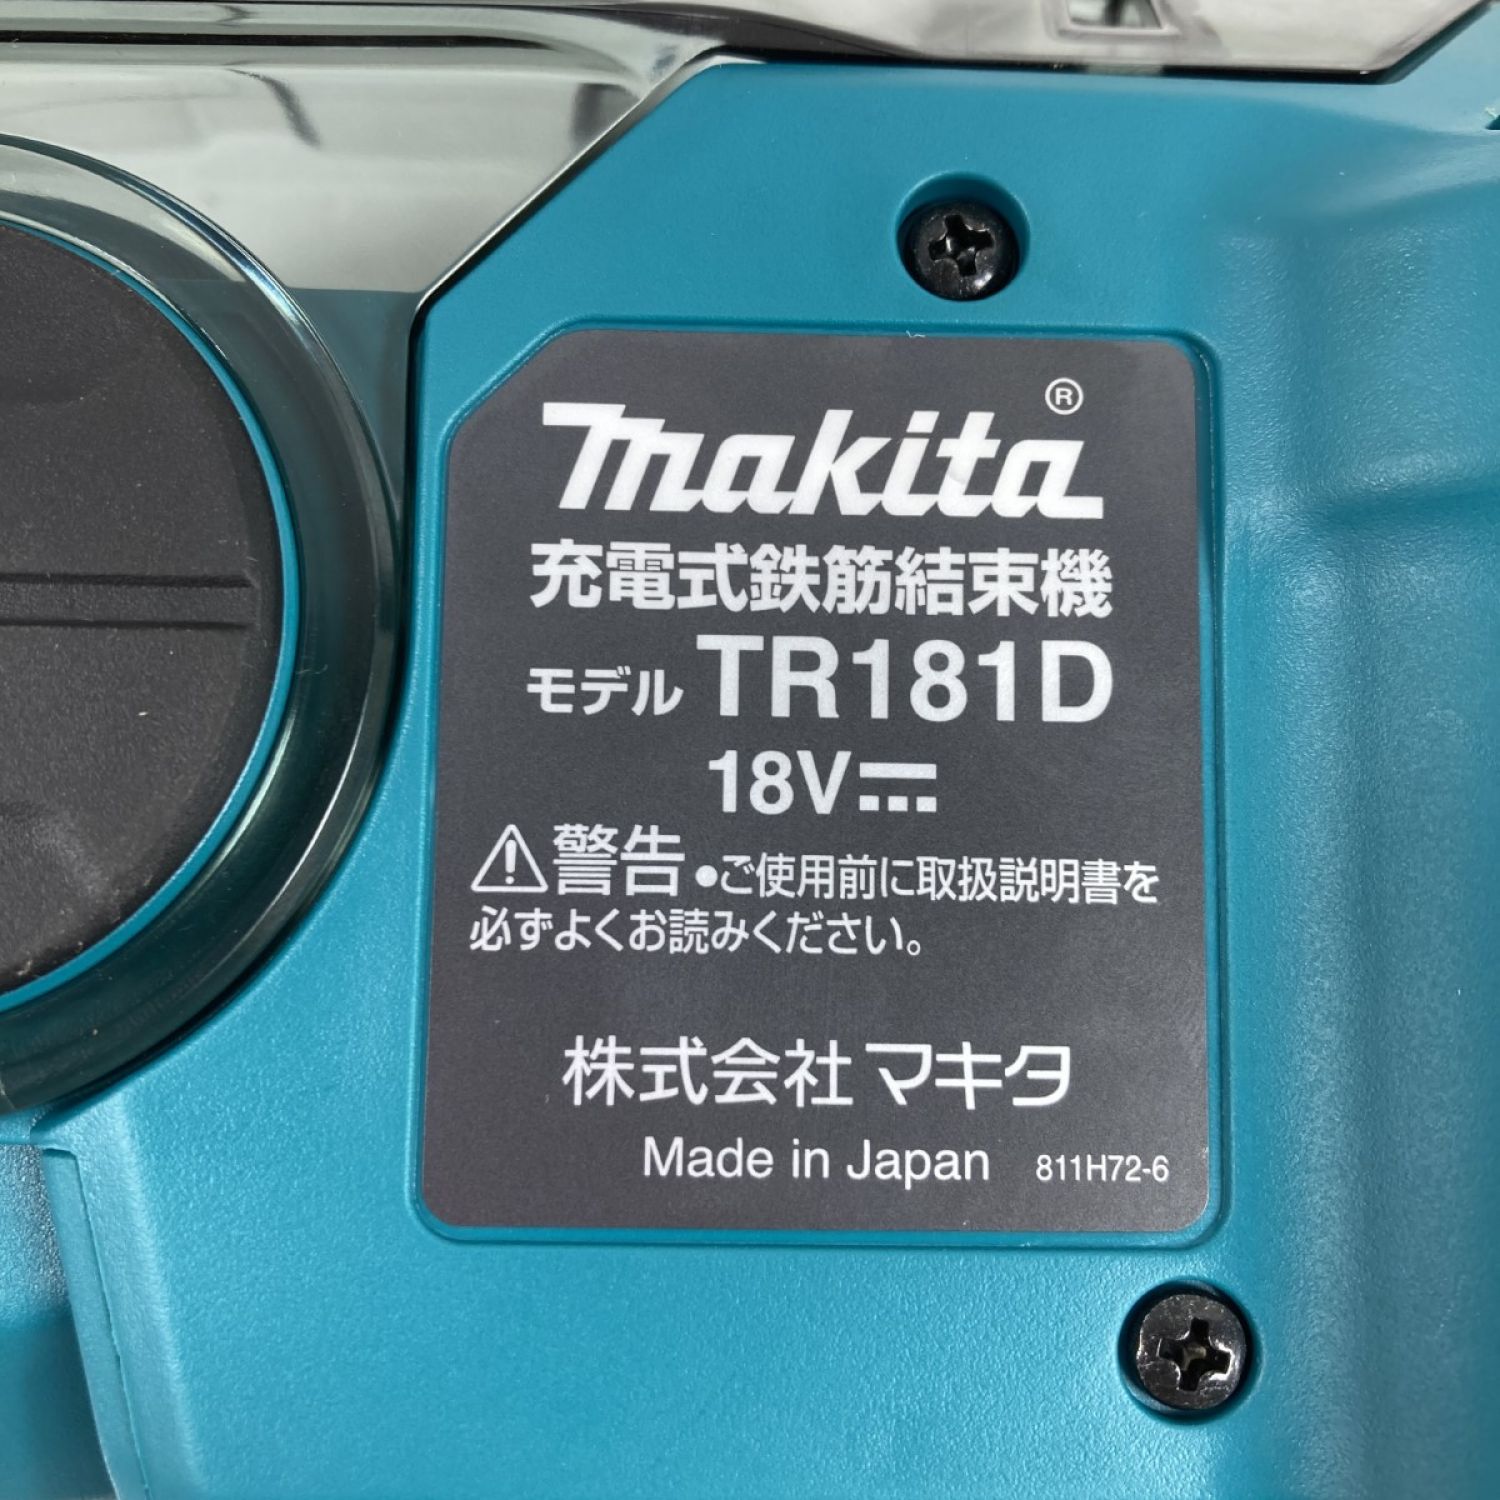 makita®
充電式鉄筋結束機
モデル TR181D
18V⎓
⚠警告 ●ご使用前に取扱説明書を
必ずよくお読みください。
株式会社マキタ
Made in Japan 811H72-6